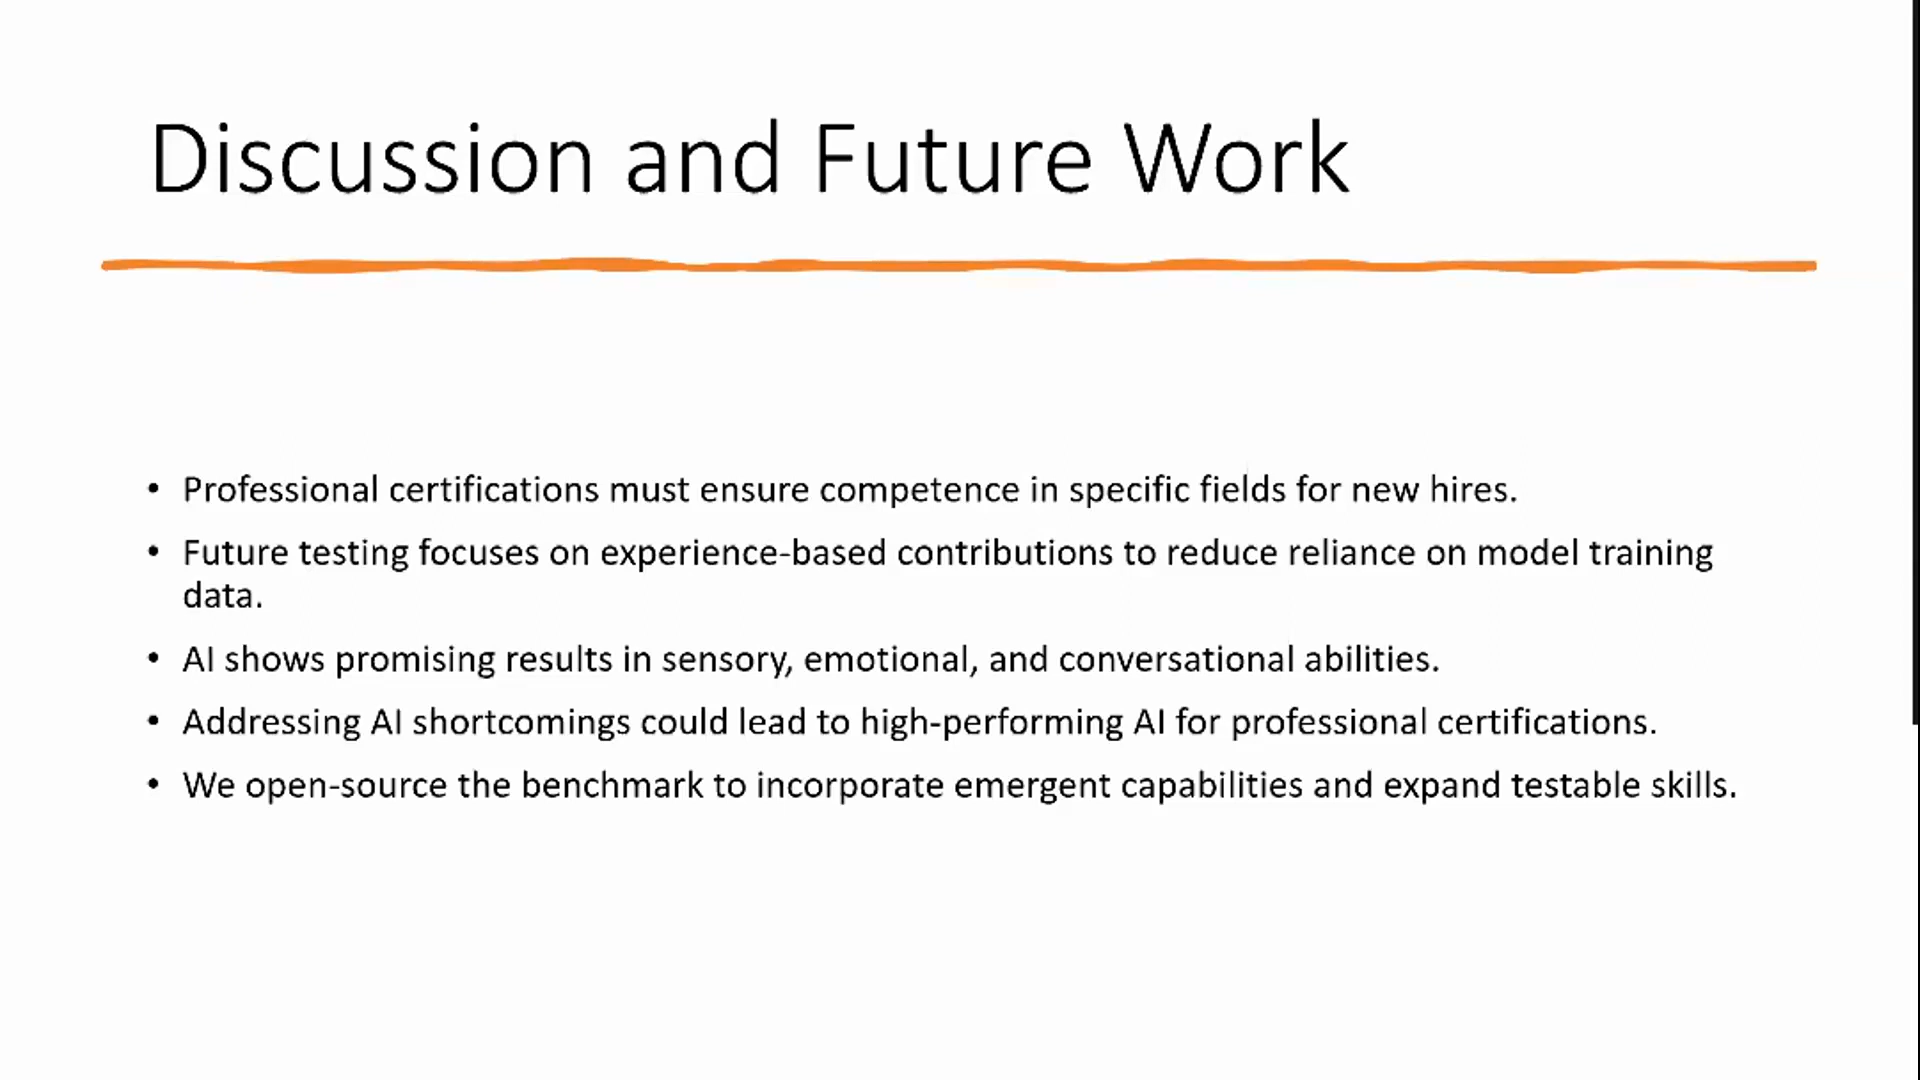 Discussion and Future Work
• Professional certifications must ensure competence in specific fields for new hires.
• Future testing focuses on experience-based contributions to reduce reliance on model training
data.
• AI shows promising results in sensory, emotional, and conversational abilities.
• Addressing AI shortcomings could lead to high-performing AI for professional certifications.
• We open-source the benchmark to incorporate emergent capabilities and expand testable skills.